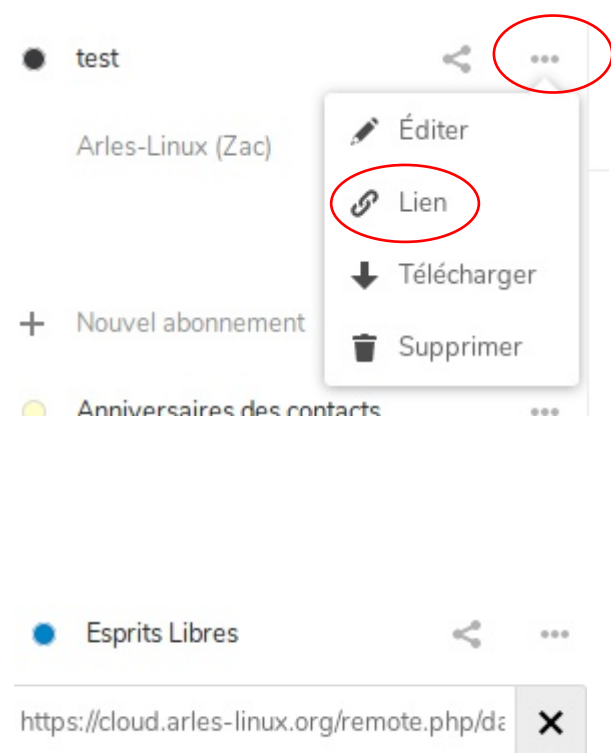 test
Éditer
Arles-Linux (Zac)
Lien
Télécharger
Nouvel abonnement
Supprimer
Anniversaires des contacts
Esprits Libres
https://cloud.arles-linux.org/remote.php/da